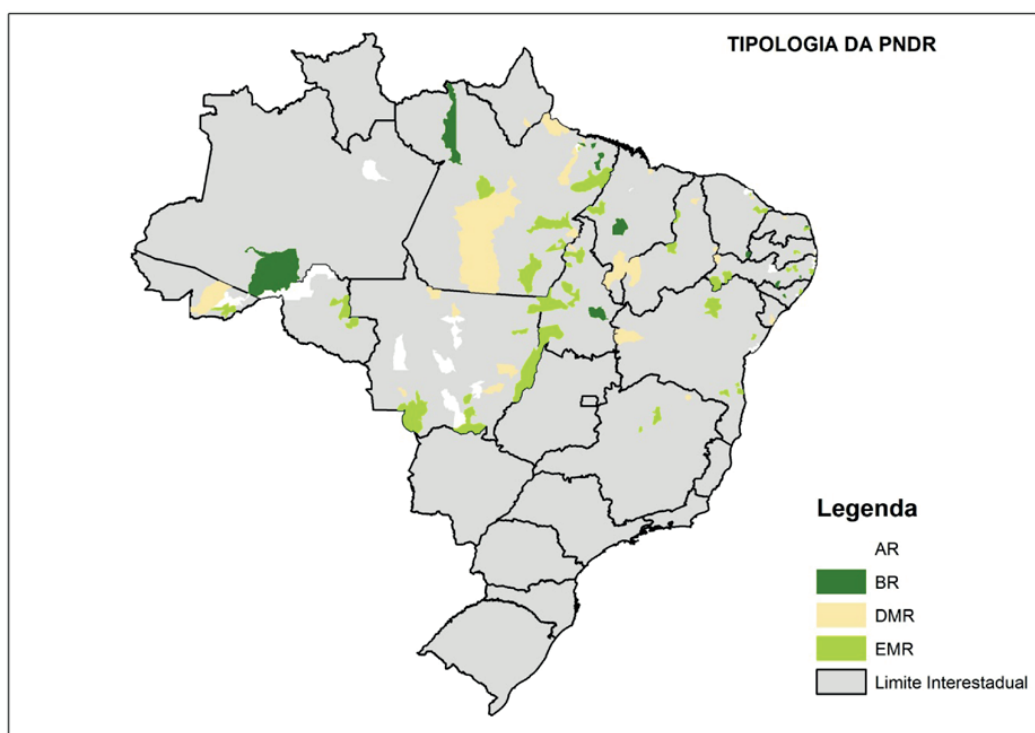 TIPOLOGIA DA PNDR
Legenda
AR
BR
DMR
EMR
Limite Interestadual